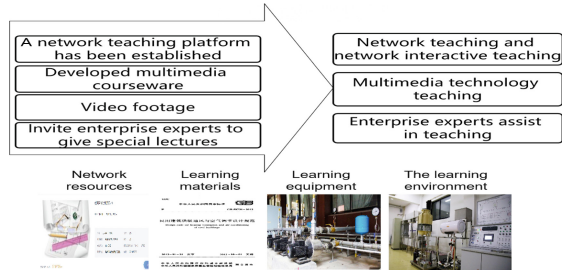 A network teaching platform
has been established
Developed multimedia
courseware
Video footage
Invite enterprise experts to
give special lectures
Network teaching and
network interactive teaching
Multimedia technology
teaching
Enterprise experts assist
in teaching
Network
resources
Learning
materials
Learning
equipment
The learning
environment